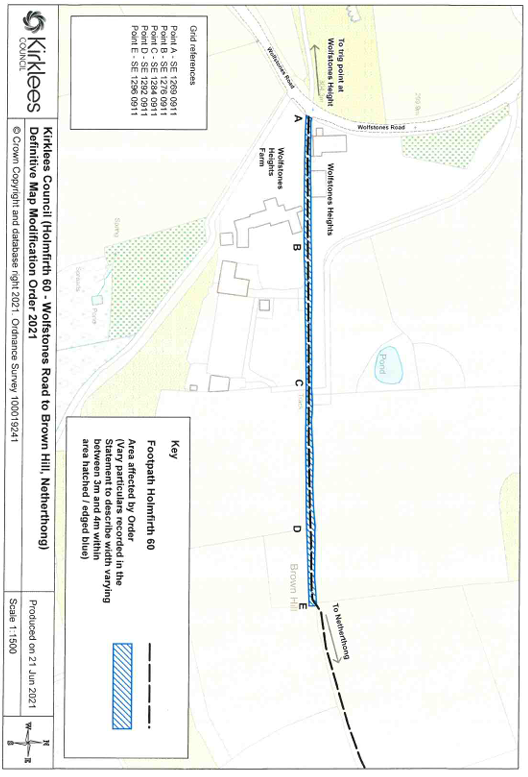 Grid references
Point A - SE 1269 0911
Point B - SE 1276 0911
Point C - SE 1284 0911
Point D - SE 1292 0911
Point E - SE 1296 0911
To trig point at
Wolfstones Height
Wolfstones Road
Wolfstones Road
A
Wolfstones Heights
Wolfstones
Heights
Farm
B
C
Track
D
E
Pond
Brown Hill
To Netherthong
Pond
Key
Footpath Holmfirth 60
Area affected by Order
(Vary particulars recorded in the
Statement to describe width varying
between 3m and 4m within
area hatched / edged blue)
Kirklees
COUNCIL
Kirklees Council (Holmfirth 60 - Wolfstones Road to Brown Hill, Netherthong)
Definitive Map Modification Order 2021
© Crown Copyright and database right 2021. Ordnance Survey 100019241
Produced on 21 Jun 2021
Scale 1:1500
N
W
E
S